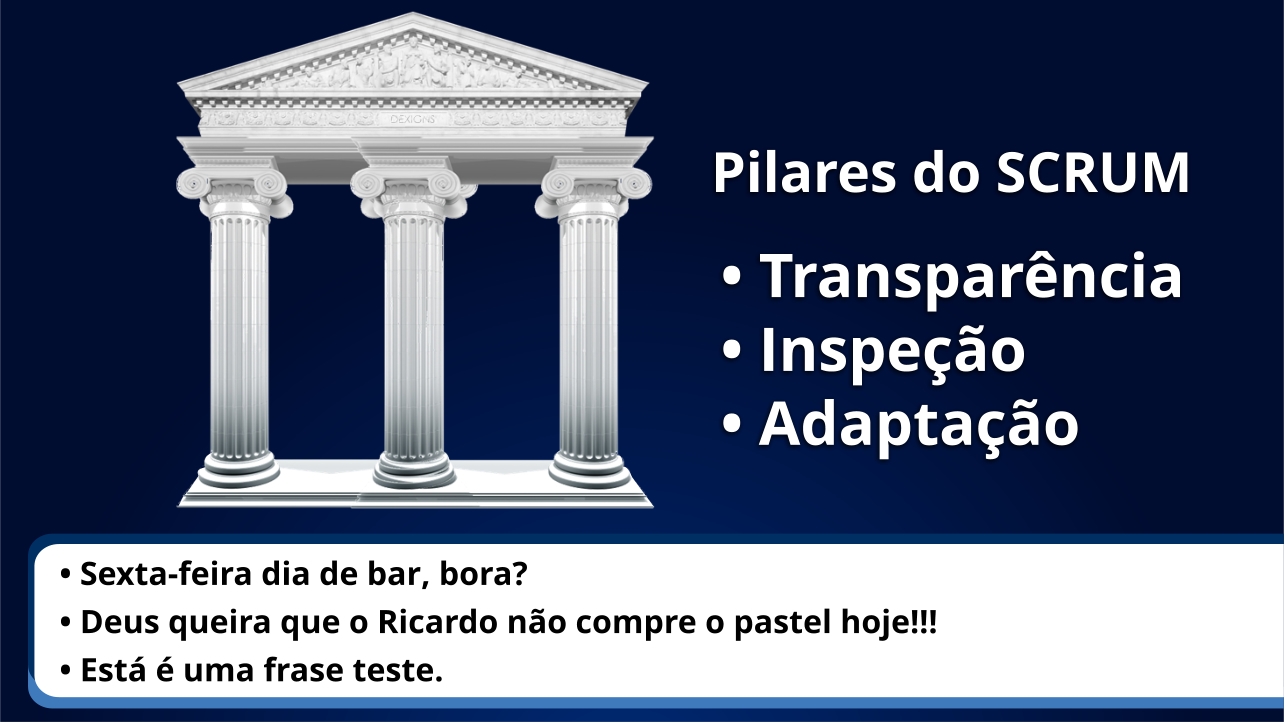 DEXIGNS
Pilares do SCRUM
• Transparência
• Inspeção
• Adaptação
• Sexta-feira dia de bar, bora?
• Deus queira que o Ricardo não compre o pastel hoje!!!
• Está é uma frase teste.